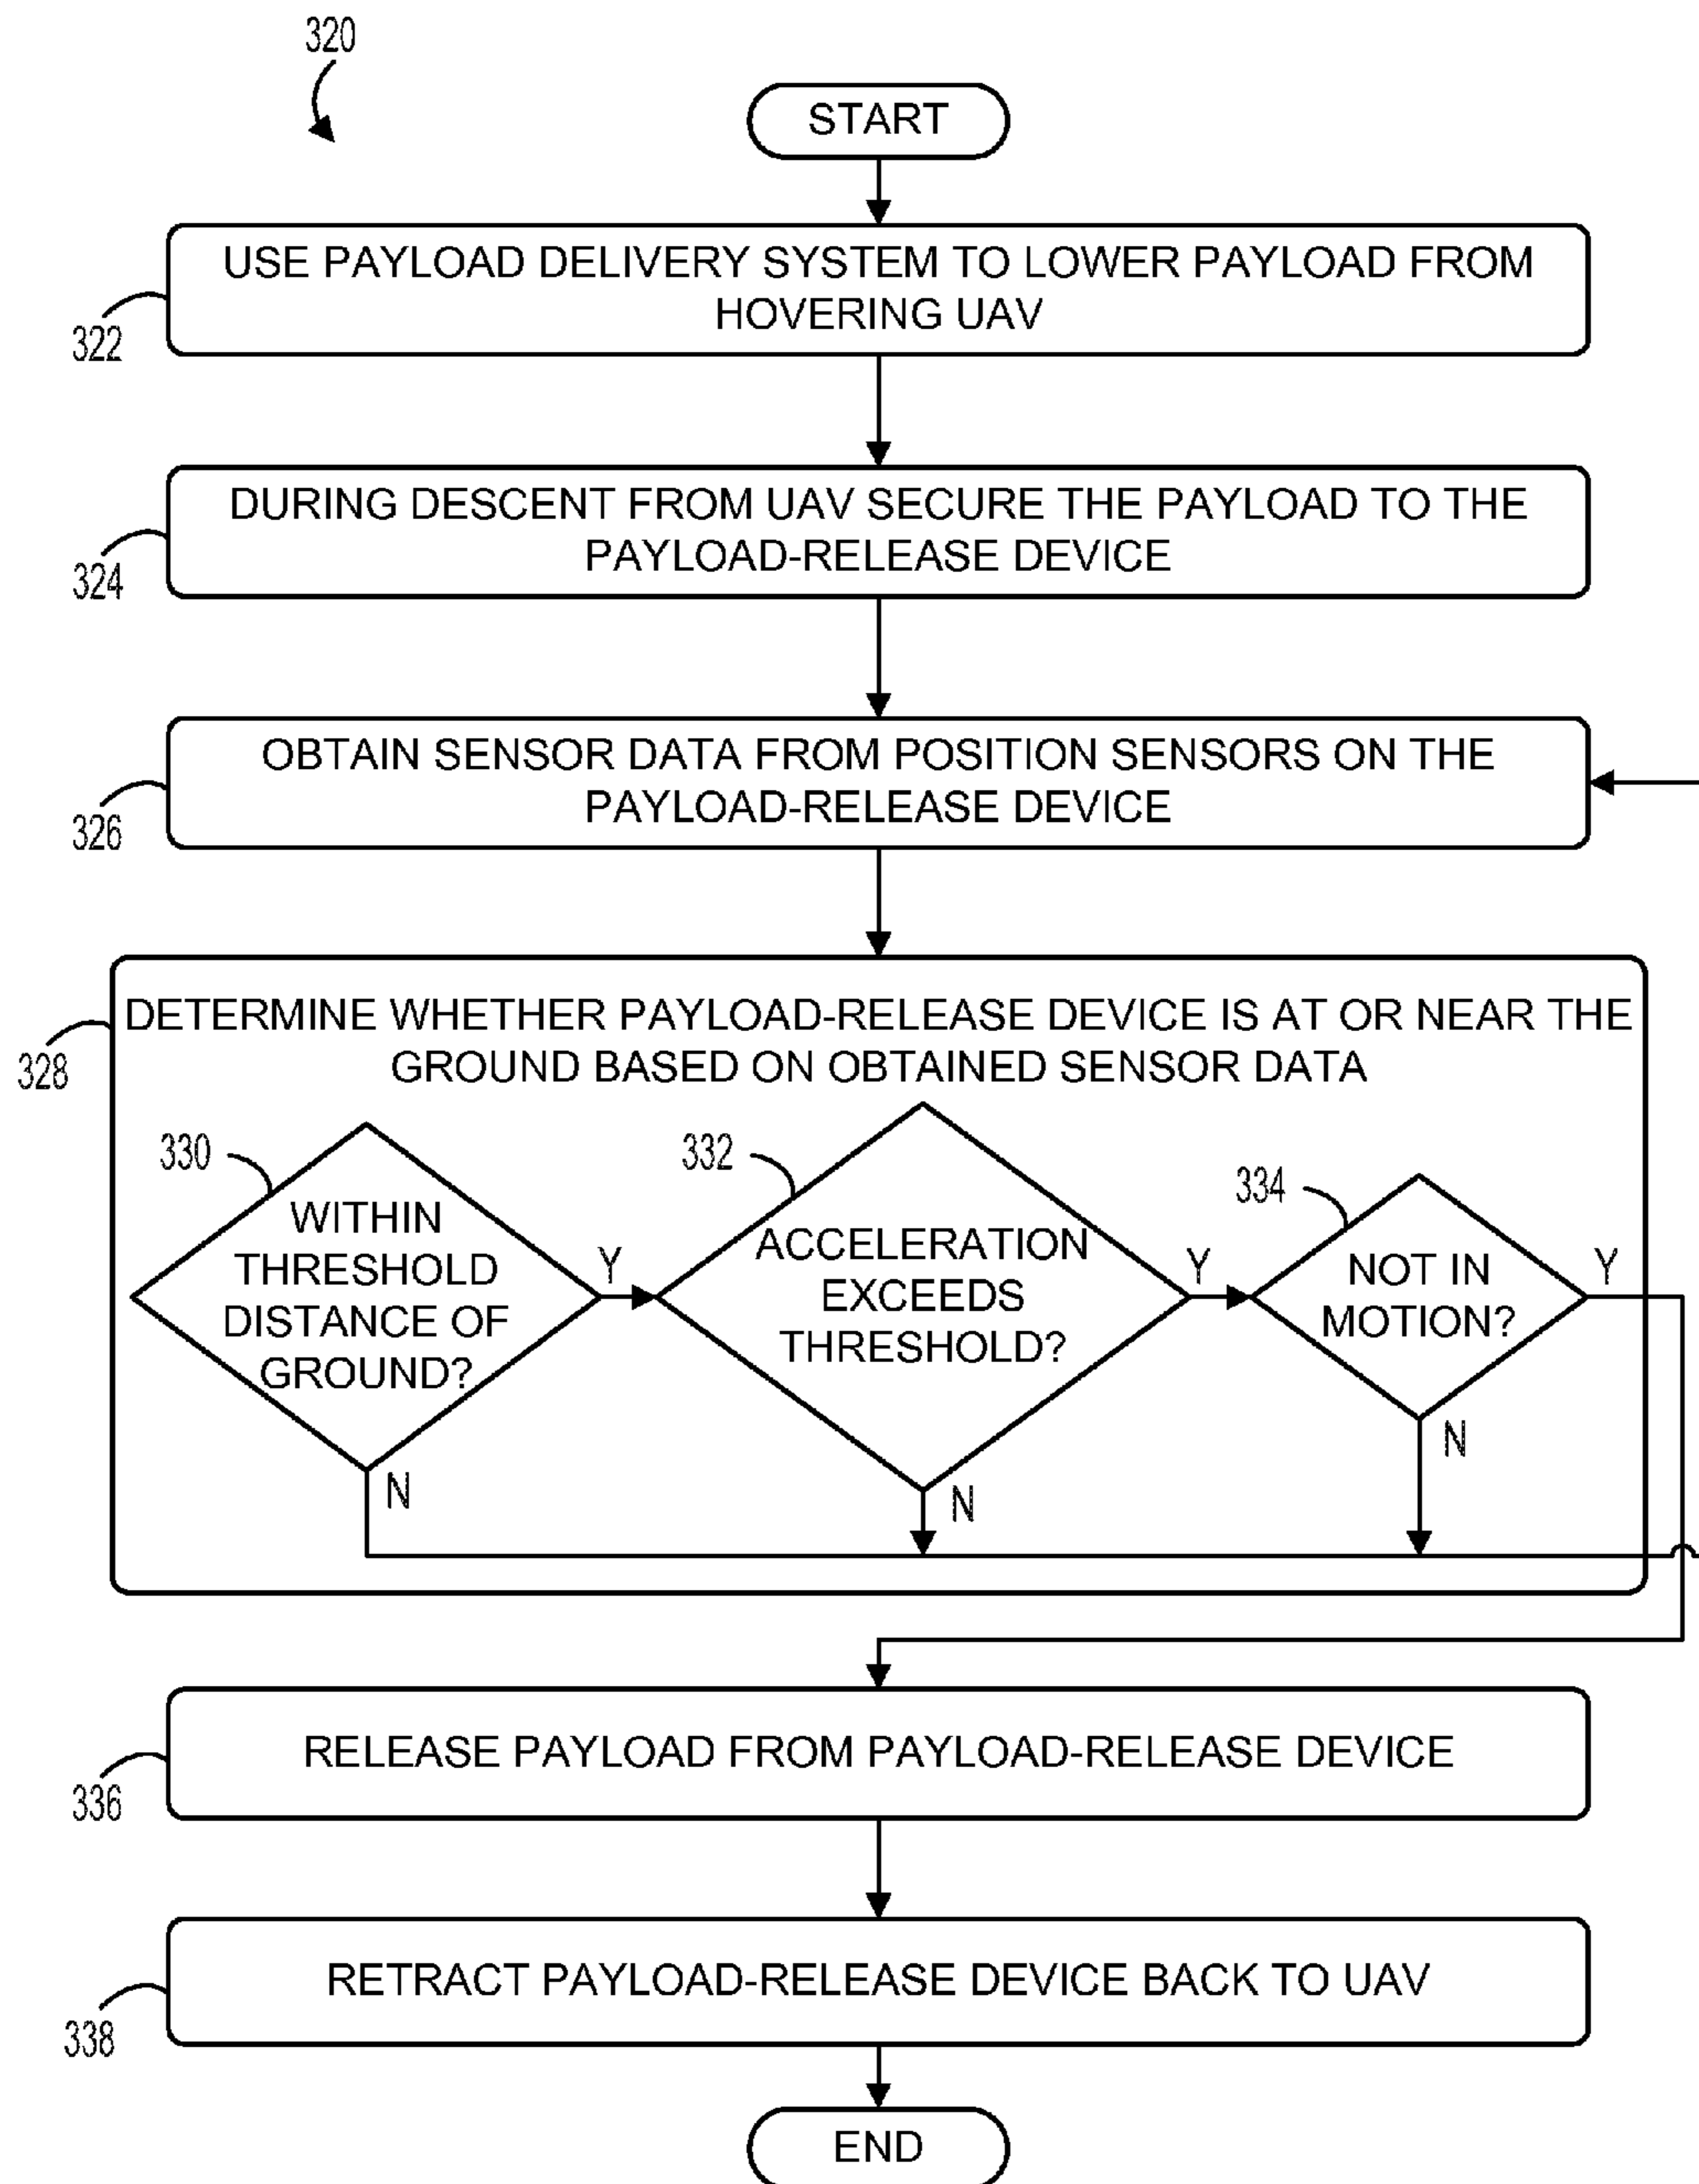 320
START
USE PAYLOAD DELIVERY SYSTEM TO LOWER PAYLOAD FROM
HOVERING UAV
322
DURING DESCENT FROM UAV SECURE THE PAYLOAD TO THE
PAYLOAD-RELEASE DEVICE
324
OBTAIN SENSOR DATA FROM POSITION SENSORS ON THE
PAYLOAD-RELEASE DEVICE
326
DETERMINE WHETHER PAYLOAD-RELEASE DEVICE IS AT OR NEAR THE
GROUND BASED ON OBTAINED SENSOR DATA
328
330
WITHIN
THRESHOLD
DISTANCE OF
GROUND?
Y
N
332
ACCELERATION
EXCEEDS
THRESHOLD?
Y
N
334
NOT IN
MOTION?
Y
N
RELEASE PAYLOAD FROM PAYLOAD-RELEASE DEVICE
336
RETRACT PAYLOAD-RELEASE DEVICE BACK TO UAV
338
END